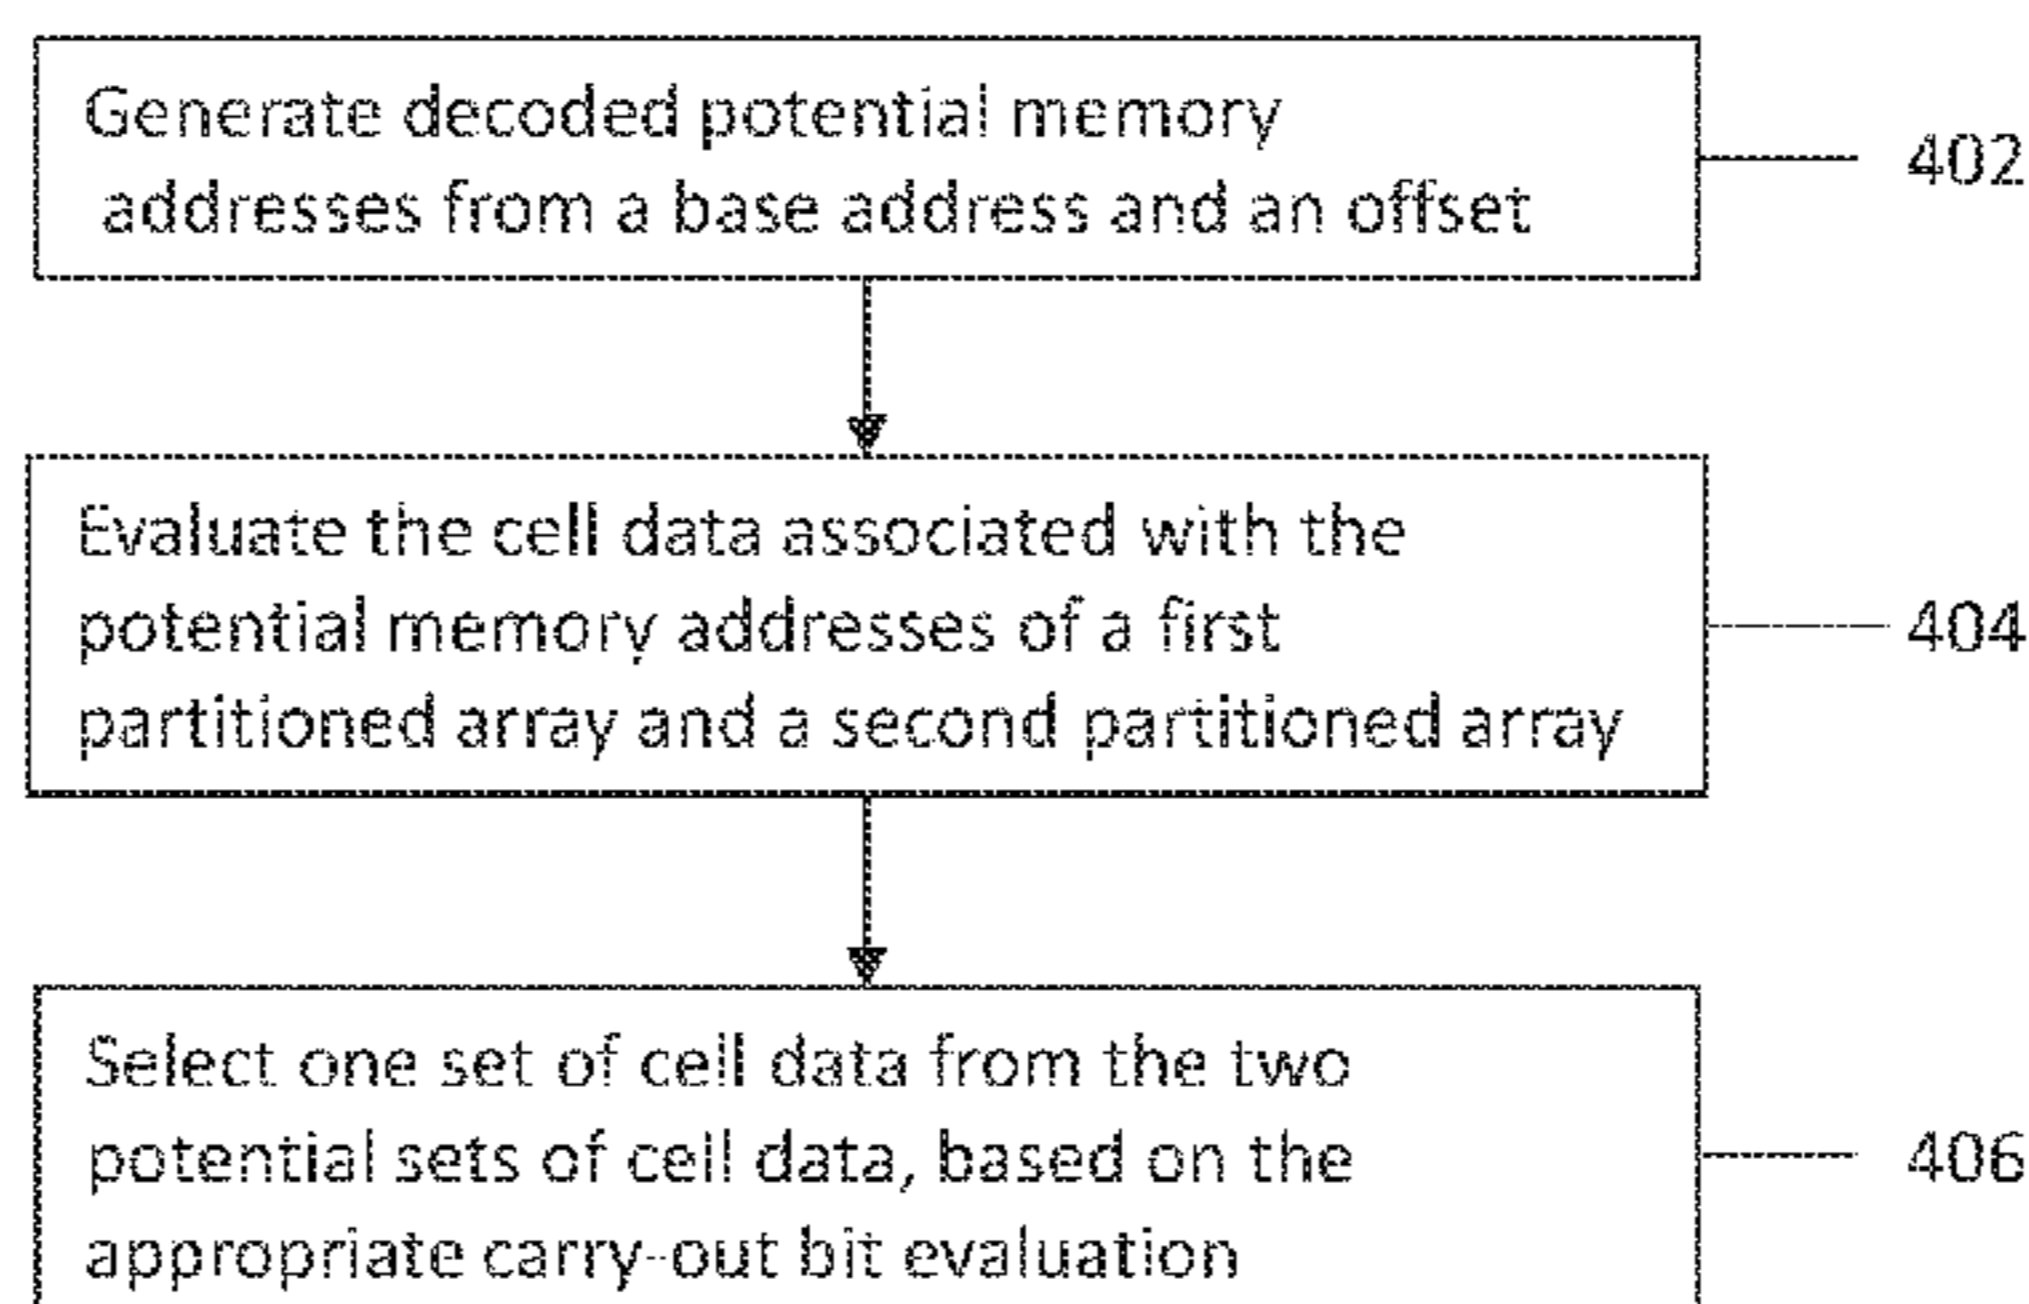 Generate decoded potential memory
addresses from a base address and an offset
402
Evaluate the cell data associated with the
potential memory addresses of a first
partitioned array and a second partitioned array
404
Select one set of cell data from the two
potential sets of cell data, based on the
appropriate carry-out bit evaluation
406